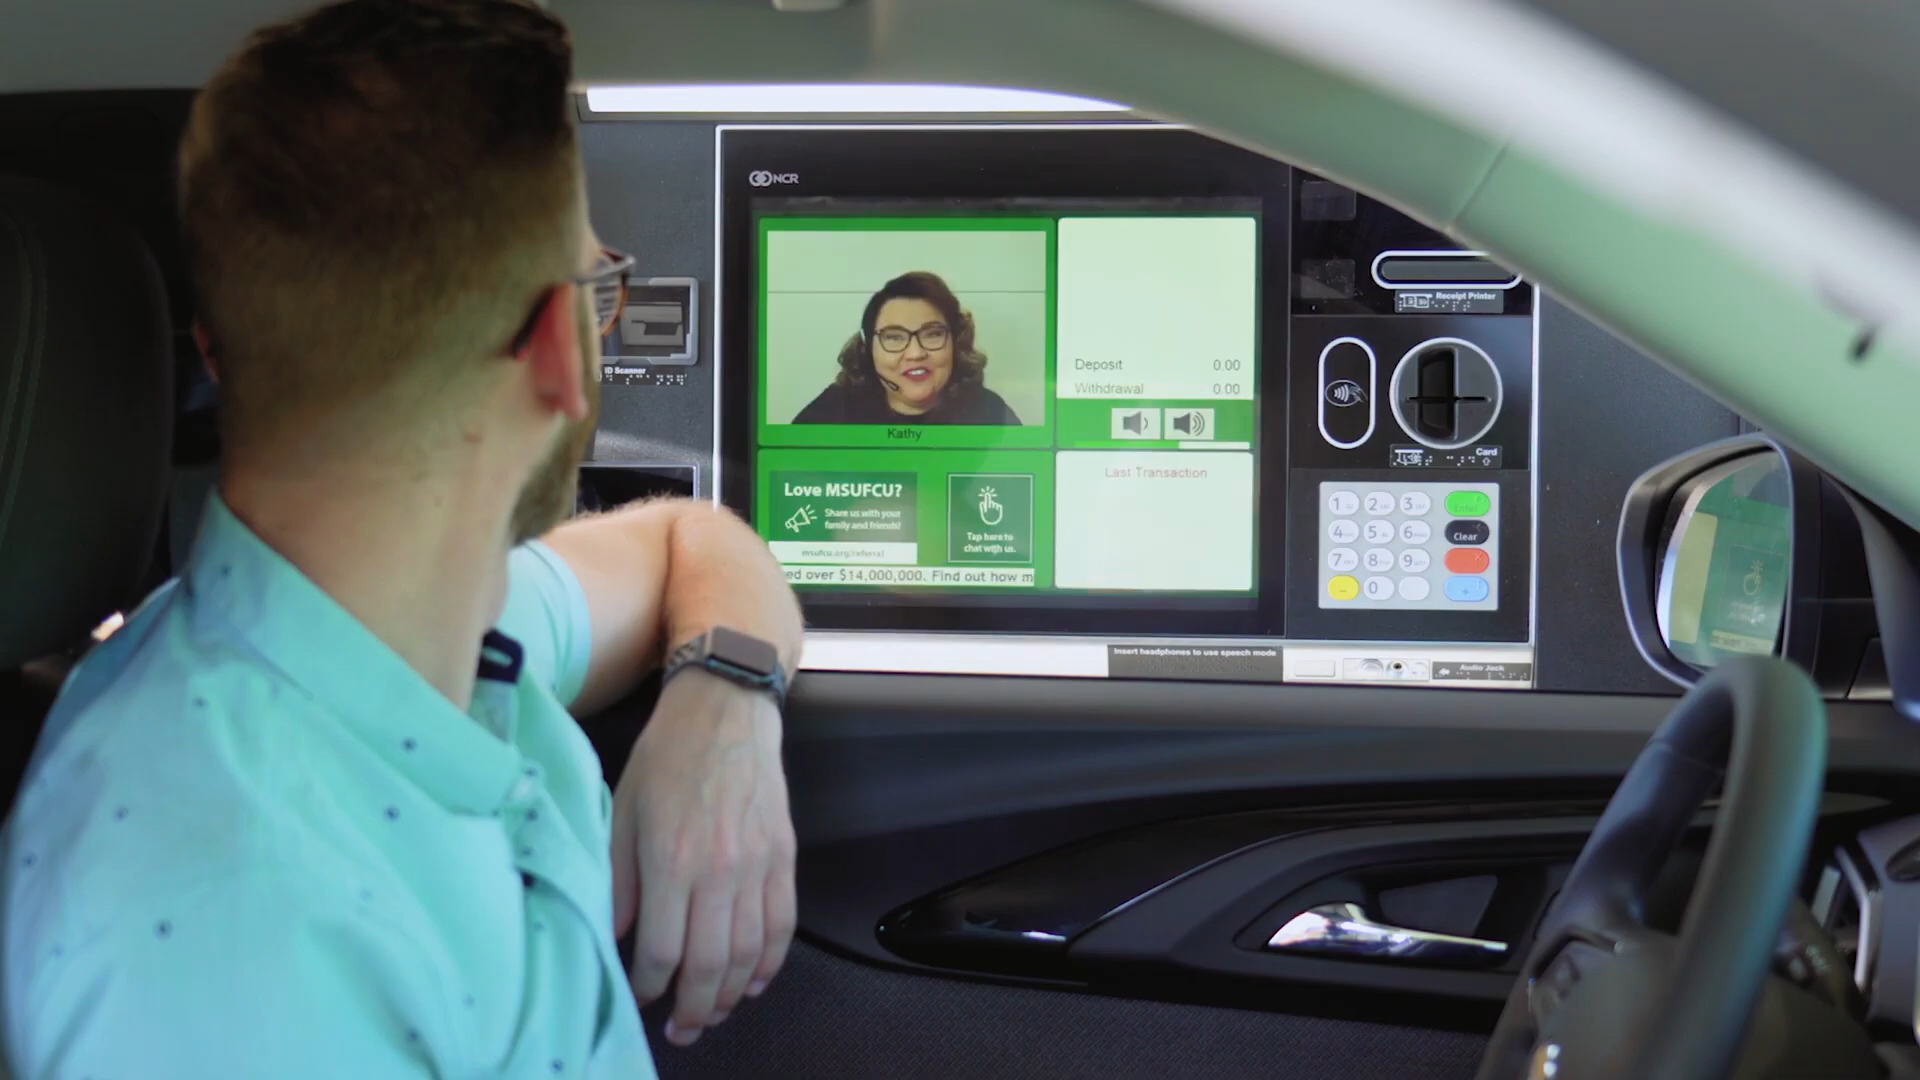 NCR
ID Scanner
Kathy
Deposit 0.00
Withdrawal 0.00
Last Transaction
Love MSUFCU?
Share us with your
family and friends!
msufcu.org/referral
Tap here to
chat with us.
ed over $14,000,000. Find out how m
Receipt Printer
Card
1 2 3 Enter
4 5 6 Clear
7 8 9
0
Insert headphones to use speech mode
Audio Jack